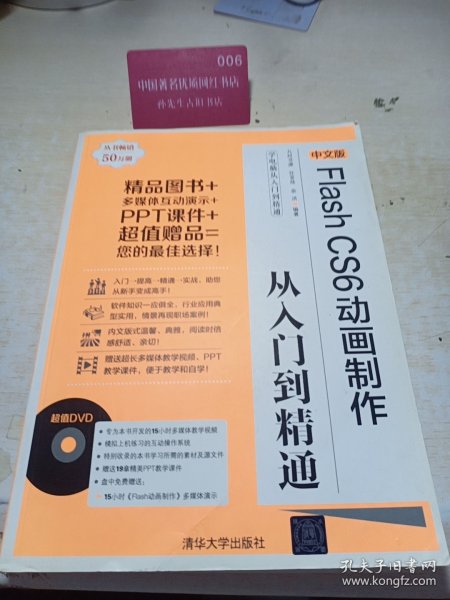 006
中国著名优质网红书店
孙先生古旧书店
丛书畅销
50万册
精品图书+
多媒体互动演示+
PPT课件+
超值赠品=
您的最佳选择！
入门→提高→精通→实战，助您
从新手变成高手！
软件知识一应俱全、行业应用典
型实用，情景再现职场案例！
内文版式温馨、典雅，阅读时倍
感舒适、亲切！
赠送超长多媒体教学视频、PPT
教学课件，便于教学和自学！
超值DVD
专为本书开发的15小时多媒体教学视频
模拟上机练习的互动操作系统
特别收录的本书学习所需的素材及源文件
赠送19章精美PPT教学课件
盘中免费赠送：
15小时《Flash动画制作》多媒体演示
中文版
Flash CS6动画制作
从入门到精通
学电脑从入门到精通
编著
清华大学出版社
孔夫子旧书网
www.kongfz.com